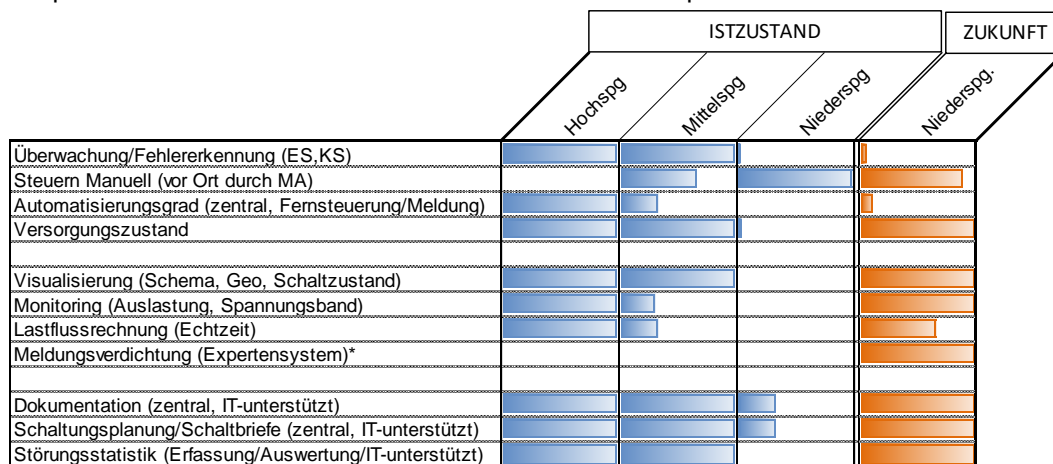 ISTZUSTAND
ZUKUNFT
Hochspg
Mittelspg
Niederspg
Niederspg.
Überwachung/Fehlererkennung (ES,KS)
Steuern Manuell (vor Ort durch MA)
Automatisierungsgrad (zentral, Fernsteuerung/Meldung)
Versorgungszustand
Visualisierung (Schema, Geo, Schaltzustand)
Monitoring (Auslastung, Spannungsband)
Lastflussrechnung (Echtzeit)
Meldungsverdichtung (Expertensystem)*
Dokumentation (zentral, IT-unterstützt)
Schaltungsplanung/Schaltbriefe (zentral, IT-unterstützt)
Störungsstatistik (Erfassung/Auswertung/IT-unterstützt)